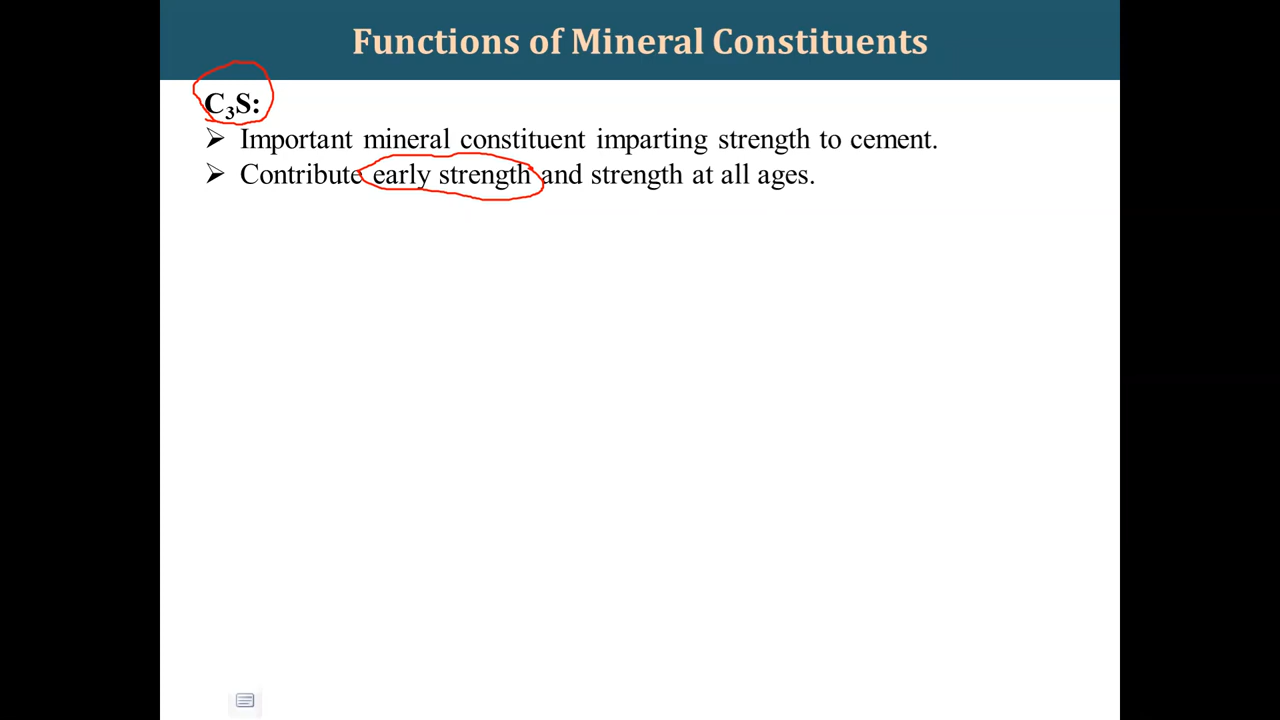 Functions of Mineral Constituents
C₃S:
➢ Important mineral constituent imparting strength to cement.
➢ Contribute early strength and strength at all ages.